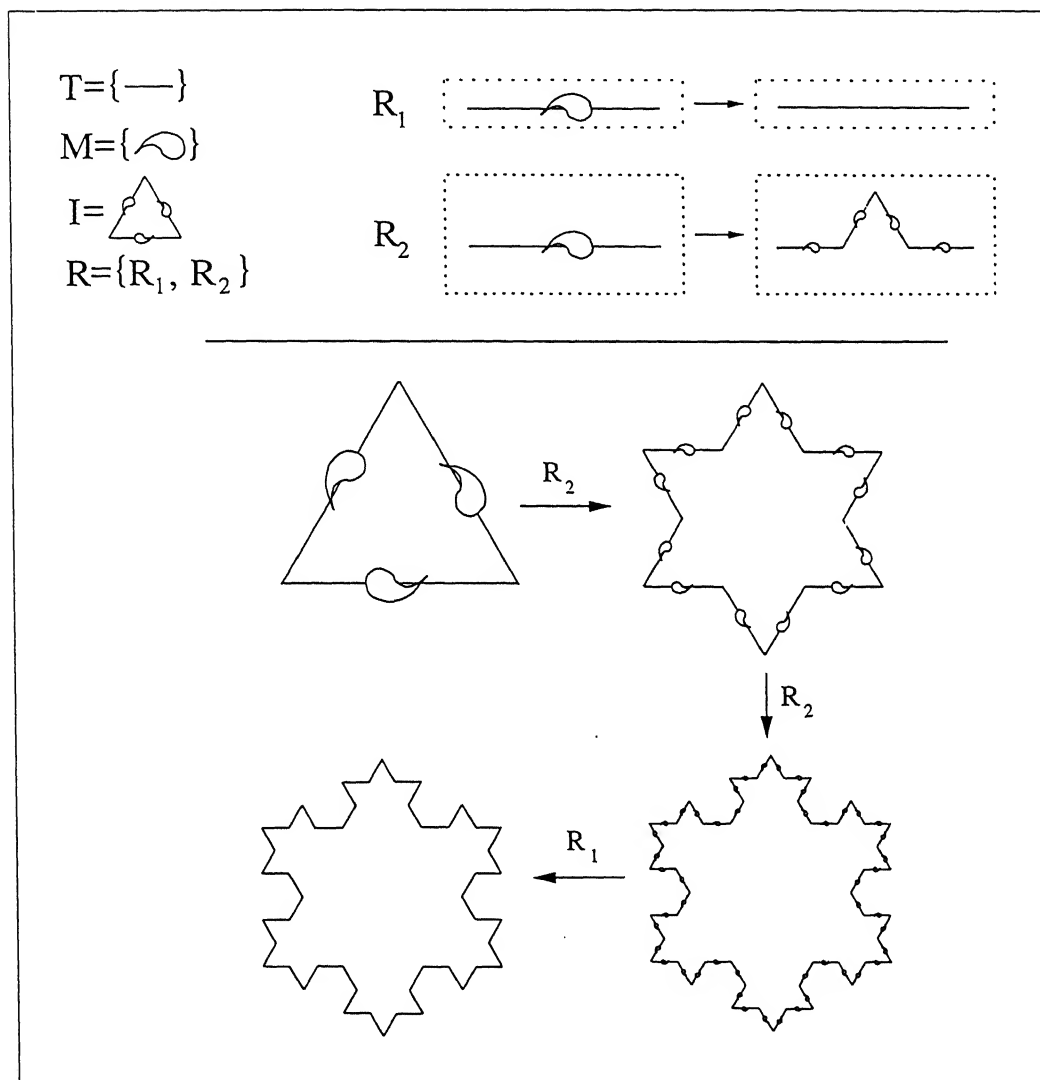 T={—}
M={ }
I=
R={R₁, R₂}
R₁
R₂
R₂
R₂
R₁